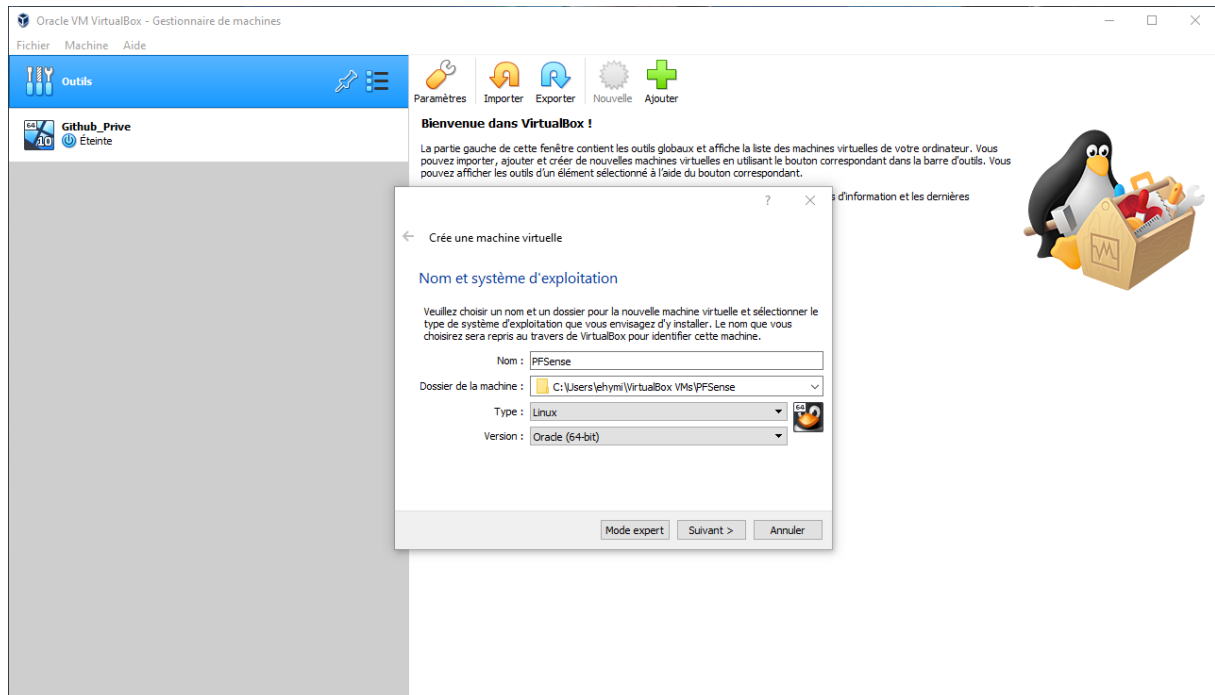 Oracle VM VirtualBox - Gestionnaire de machines
Fichier Machine Aide
Outils
Paramètres Importer Exporter Nouvelle Ajouter
64
10
Github_Prive
Éteinte
Bienvenue dans VirtualBox !
La partie gauche de cette fenêtre contient les outils globaux et affiche la liste des machines virtuelles de votre ordinateur. Vous
pouvez importer, ajouter et créer de nouvelles machines virtuelles en utilisant le bouton correspondant dans la barre d'outils. Vous
pouvez afficher les outils d'un élément sélectionné à l'aide du bouton correspondant.
d'information et les dernières
?
Crée une machine virtuelle
Nom et système d'exploitation
Veuillez choisir un nom et un dossier pour la nouvelle machine virtuelle et sélectionner le
type de système d'exploitation que vous envisagez d'y installer. Le nom que vous
choisirez sera repris au travers de VirtualBox pour identifier cette machine.
Nom : PFSense
Dossier de la machine : C:\Users\ehymi\VirtualBox VMs\PFSense
Type : Linux
64
Version : Oracle (64-bit)
Mode expert Suivant > Annuler